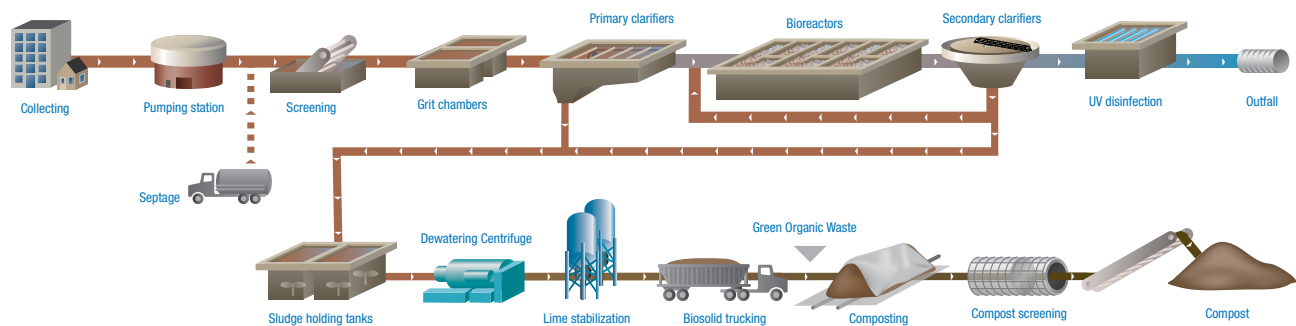 Primary clarifiers
Bioreactors
Secondary clarifiers
Collecting
Pumping station
Screening
Grit chambers
UV disinfection
Outfall
Septage
Dewatering Centrifuge
Green Organic Waste
Sludge holding tanks
Lime stabilization
Biosolid trucking
Composting
Compost screening
Compost